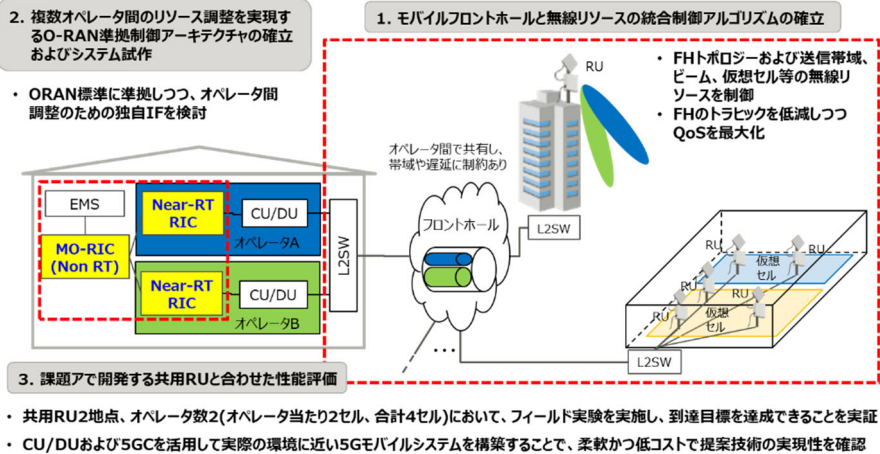 2. 複数オペレータ間のリソース調整を実現す
るO-RAN準拠制御アーキテクチャの確立
およびシステム試作
1. モバイルフロントホールと無線リソースの統合制御アルゴリズムの確立
• ORAN標準に準拠しつつ、オペレータ間
調整のための独自IFを検討
RU
• FHトポロジーおよび送信帯域、
ビーム、仮想セル等の無線リ
ソースを制御
• FHのトラヒックを低減しつつ
QoSを最大化
オペレータ間で共有し、
帯域や遅延に制約あり
EMS
MO-RIC
(Non RT)
Near-RT
RIC
CU/DU
オペレータA
Near-RT
RIC
CU/DU
オペレータB
L2SW
フロントホール
L2SW
RU
RU
仮想
セル
RU
RU
仮想
セル
RU
L2SW
...
3. 課題アで開発する共用RUと合わせた性能評価
• 共用RU2地点、オペレータ数2(オペレータ当たり2セル、合計4セル)において、フィールド実験を実施し、到達目標を達成できることを実証
• CU/DUおよび5GCを活用して実際の環境に近い5Gモバイルシステムを構築することで、柔軟かつ低コストで提案技術の実現性を確認